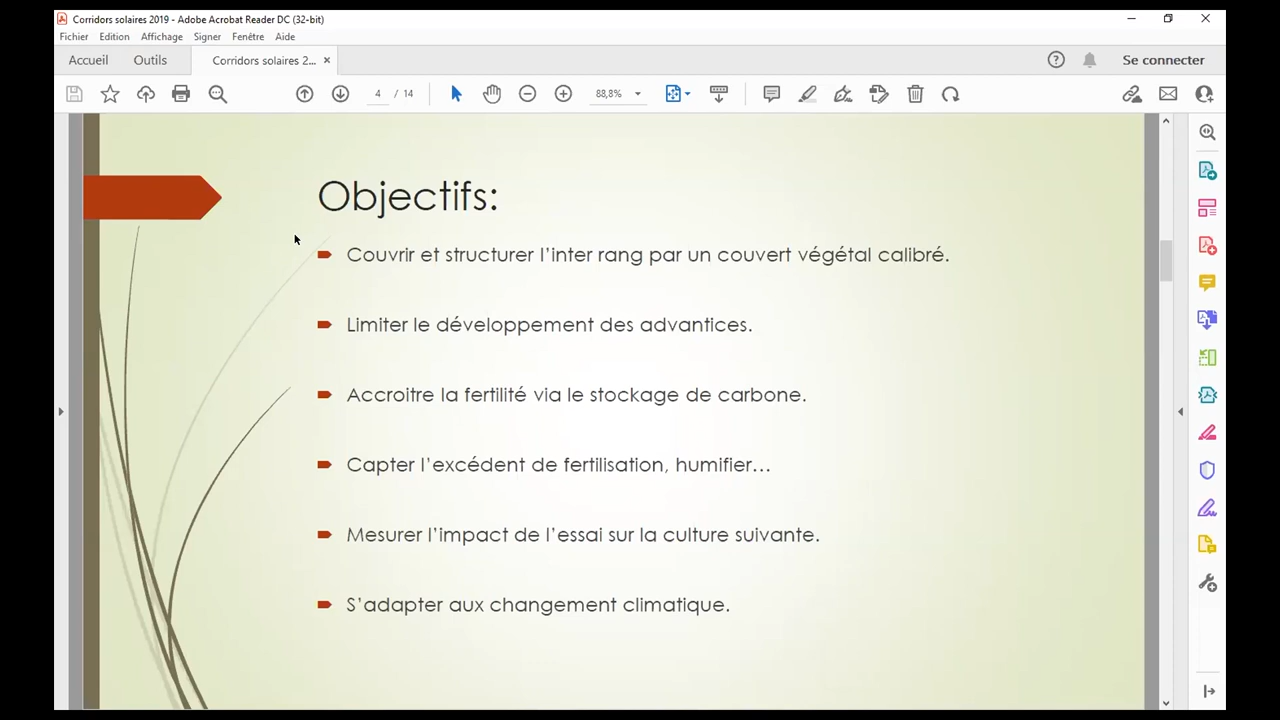 Corridors solaires 2019 - Adobe Acrobat Reader DC (32-bit)
Fichier Edition Affichage Signer Fenêtre Aide
Accueil Outils Corridors solaires 2... × Se connecter
4 / 14 88,8%
Objectifs:
Couvrir et structurer l'inter rang par un couvert végétal calibré.
Limiter le développement des advantices.
Accroitre la fertilité via le stockage de carbone.
Capter l'excédent de fertilisation, humifier…
Mesurer l'impact de l'essai sur la culture suivante.
S'adapter aux changement climatique.